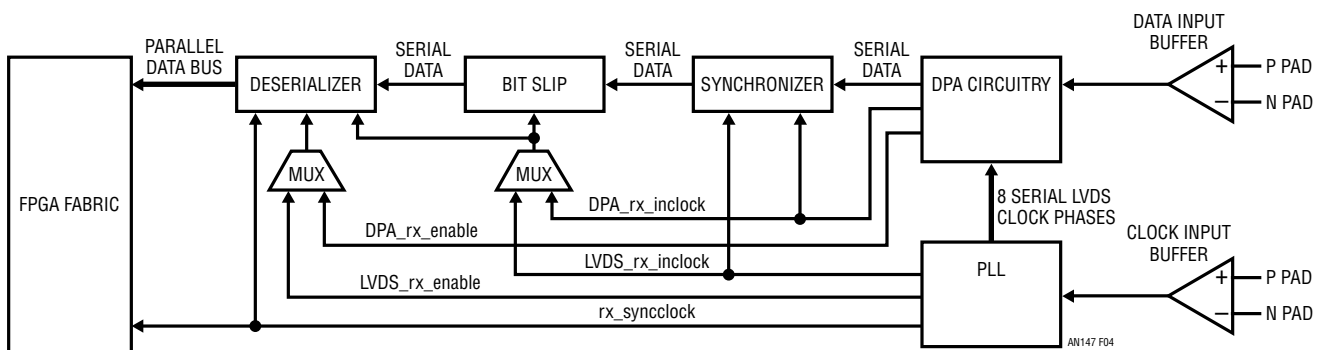 DATA INPUT
BUFFER
PARALLEL
DATA BUS
SERIAL
DATA
SERIAL
DATA
SERIAL
DATA
DESERIALIZER
BIT SLIP
SYNCHRONIZER
DPA CIRCUITRY
+
P PAD
–
N PAD
MUX
MUX
FPGA FABRIC
DPA_rx_inclock
8 SERIAL LVDS
CLOCK PHASES
DPA_rx_enable
CLOCK INPUT
BUFFER
LVDS_rx_inclock
PLL
LVDS_rx_enable
+
P PAD
rx_syncclock
–
N PAD
AN147 F04